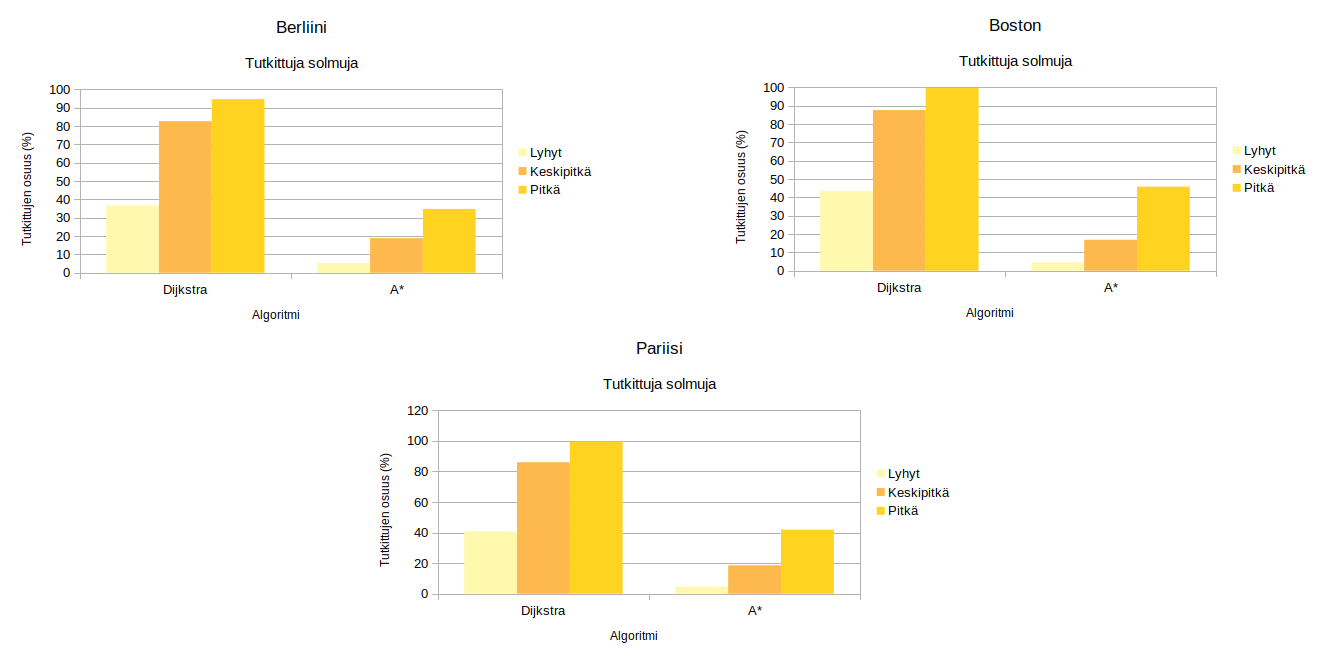 Berliini
Tutkittuja solmuja
Tutkittujen osuus (%)
100
90
80
70
60
50
40
30
20
10
0
Dijkstra A*
Algoritmi
Lyhyt
Keskipitkä
Pitkä
Boston
Tutkittuja solmuja
Tutkittujen osuus (%)
100
90
80
70
60
50
40
30
20
10
0
Dijkstra A*
Algoritmi
Lyhyt
Keskipitkä
Pitkä
Pariisi
Tutkittuja solmuja
Tutkittujen osuus (%)
120
100
80
60
40
20
0
Dijkstra A*
Algoritmi
Lyhyt
Keskipitkä
Pitkä